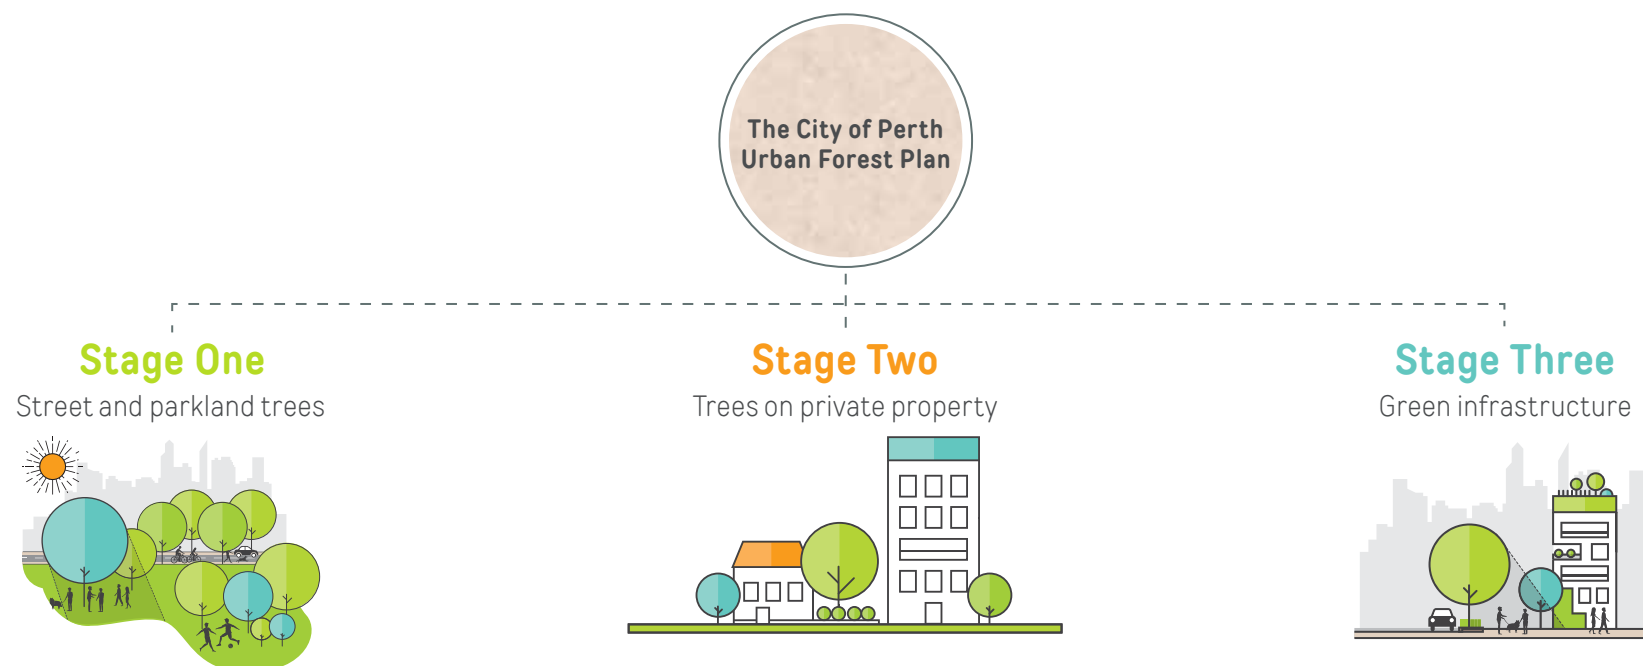 The City of Perth
Urban Forest Plan
Stage One
Street and parkland trees
Stage Two
Trees on private property
Stage Three
Green infrastructure